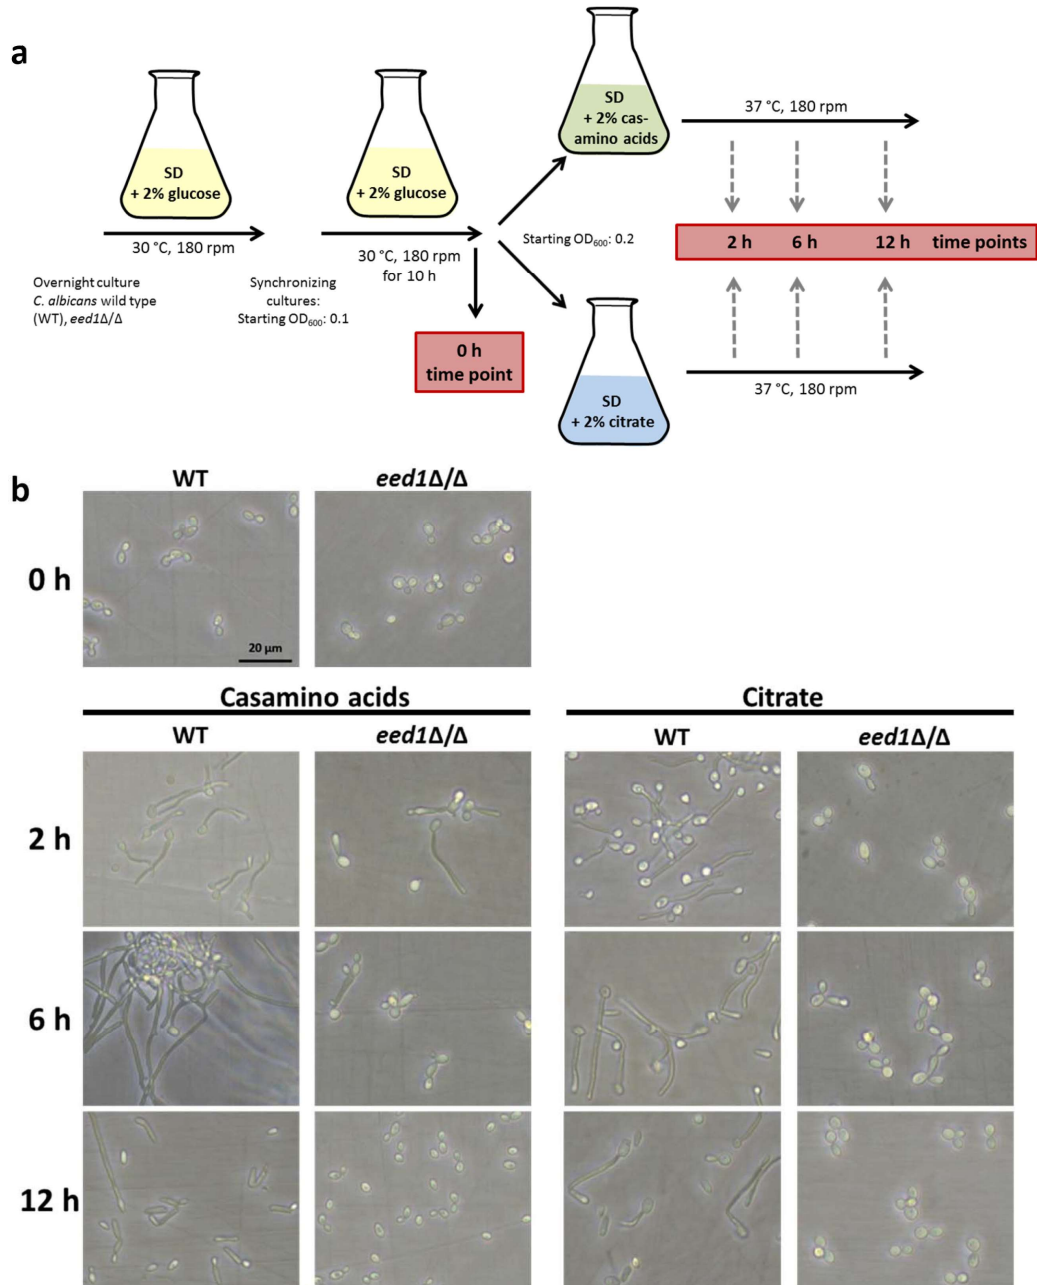 a
SD
+ 2% glucose
30 °C, 180 rpm
Overnight culture
C. albicans wild type
(WT), eed1Δ/Δ
SD
+ 2% glucose
30 °C, 180 rpm
for 10 h
Synchronizing
cultures:
Starting OD600: 0.1
0 h
time point
Starting OD600: 0.2
SD
+ 2% cas-
amino acids
37 °C, 180 rpm
2 h 6 h 12 h time points
SD
+ 2% citrate
37 °C, 180 rpm
b
WT eed1Δ/Δ
0 h
20 µm
Casamino acids Citrate
WT eed1Δ/Δ WT eed1Δ/Δ
2 h
6 h
12 h